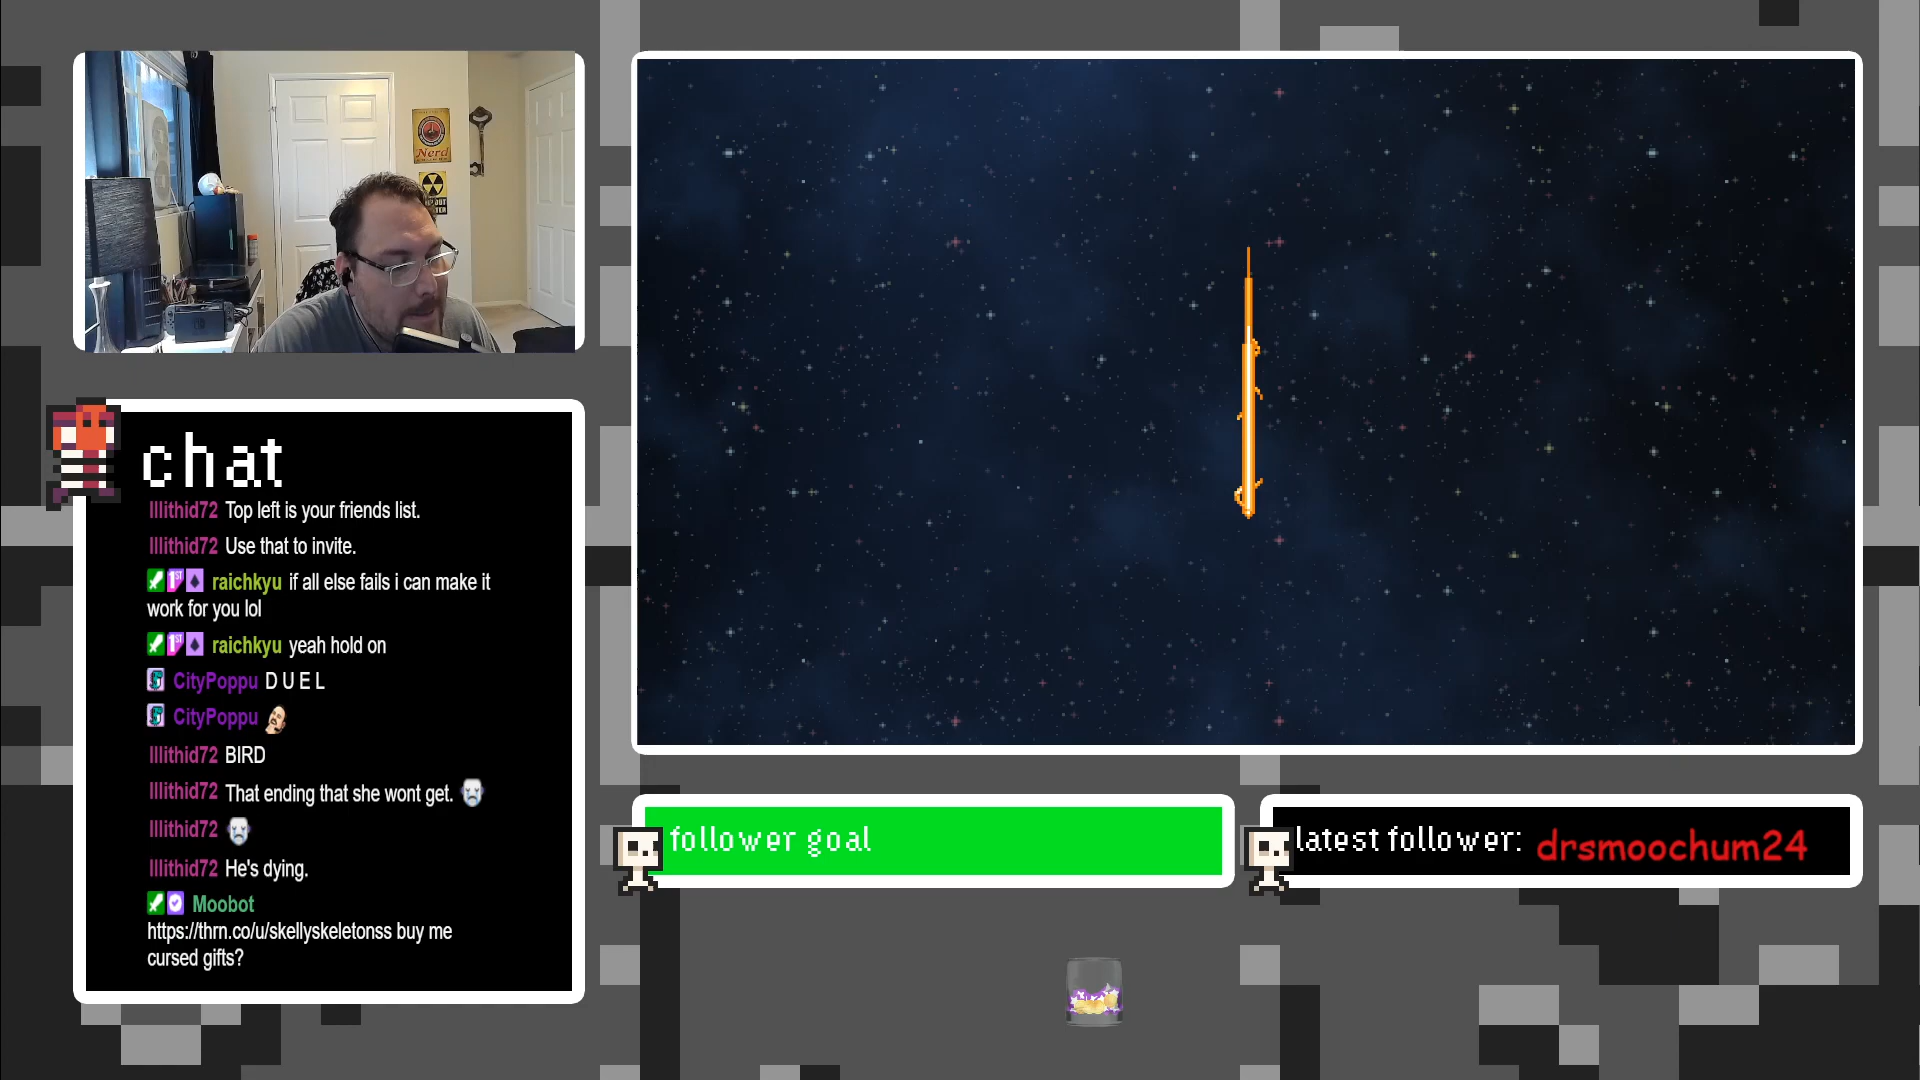 Nerd
chat
Illithid72 Top left is your friends list.
Illithid72 Use that to invite.
1ST raichkyu if all else fails i can make it
work for you lol
1ST raichkyu yeah hold on
CityPoppu D U E L
CityPoppu
Illithid72 BIRD
Illithid72 That ending that she wont get.
Illithid72
Illithid72 He's dying.
Moobot
https://thrn.co/u/skellyskeletonss buy me
cursed gifts?
follower goal
latest follower: drsmoochum24